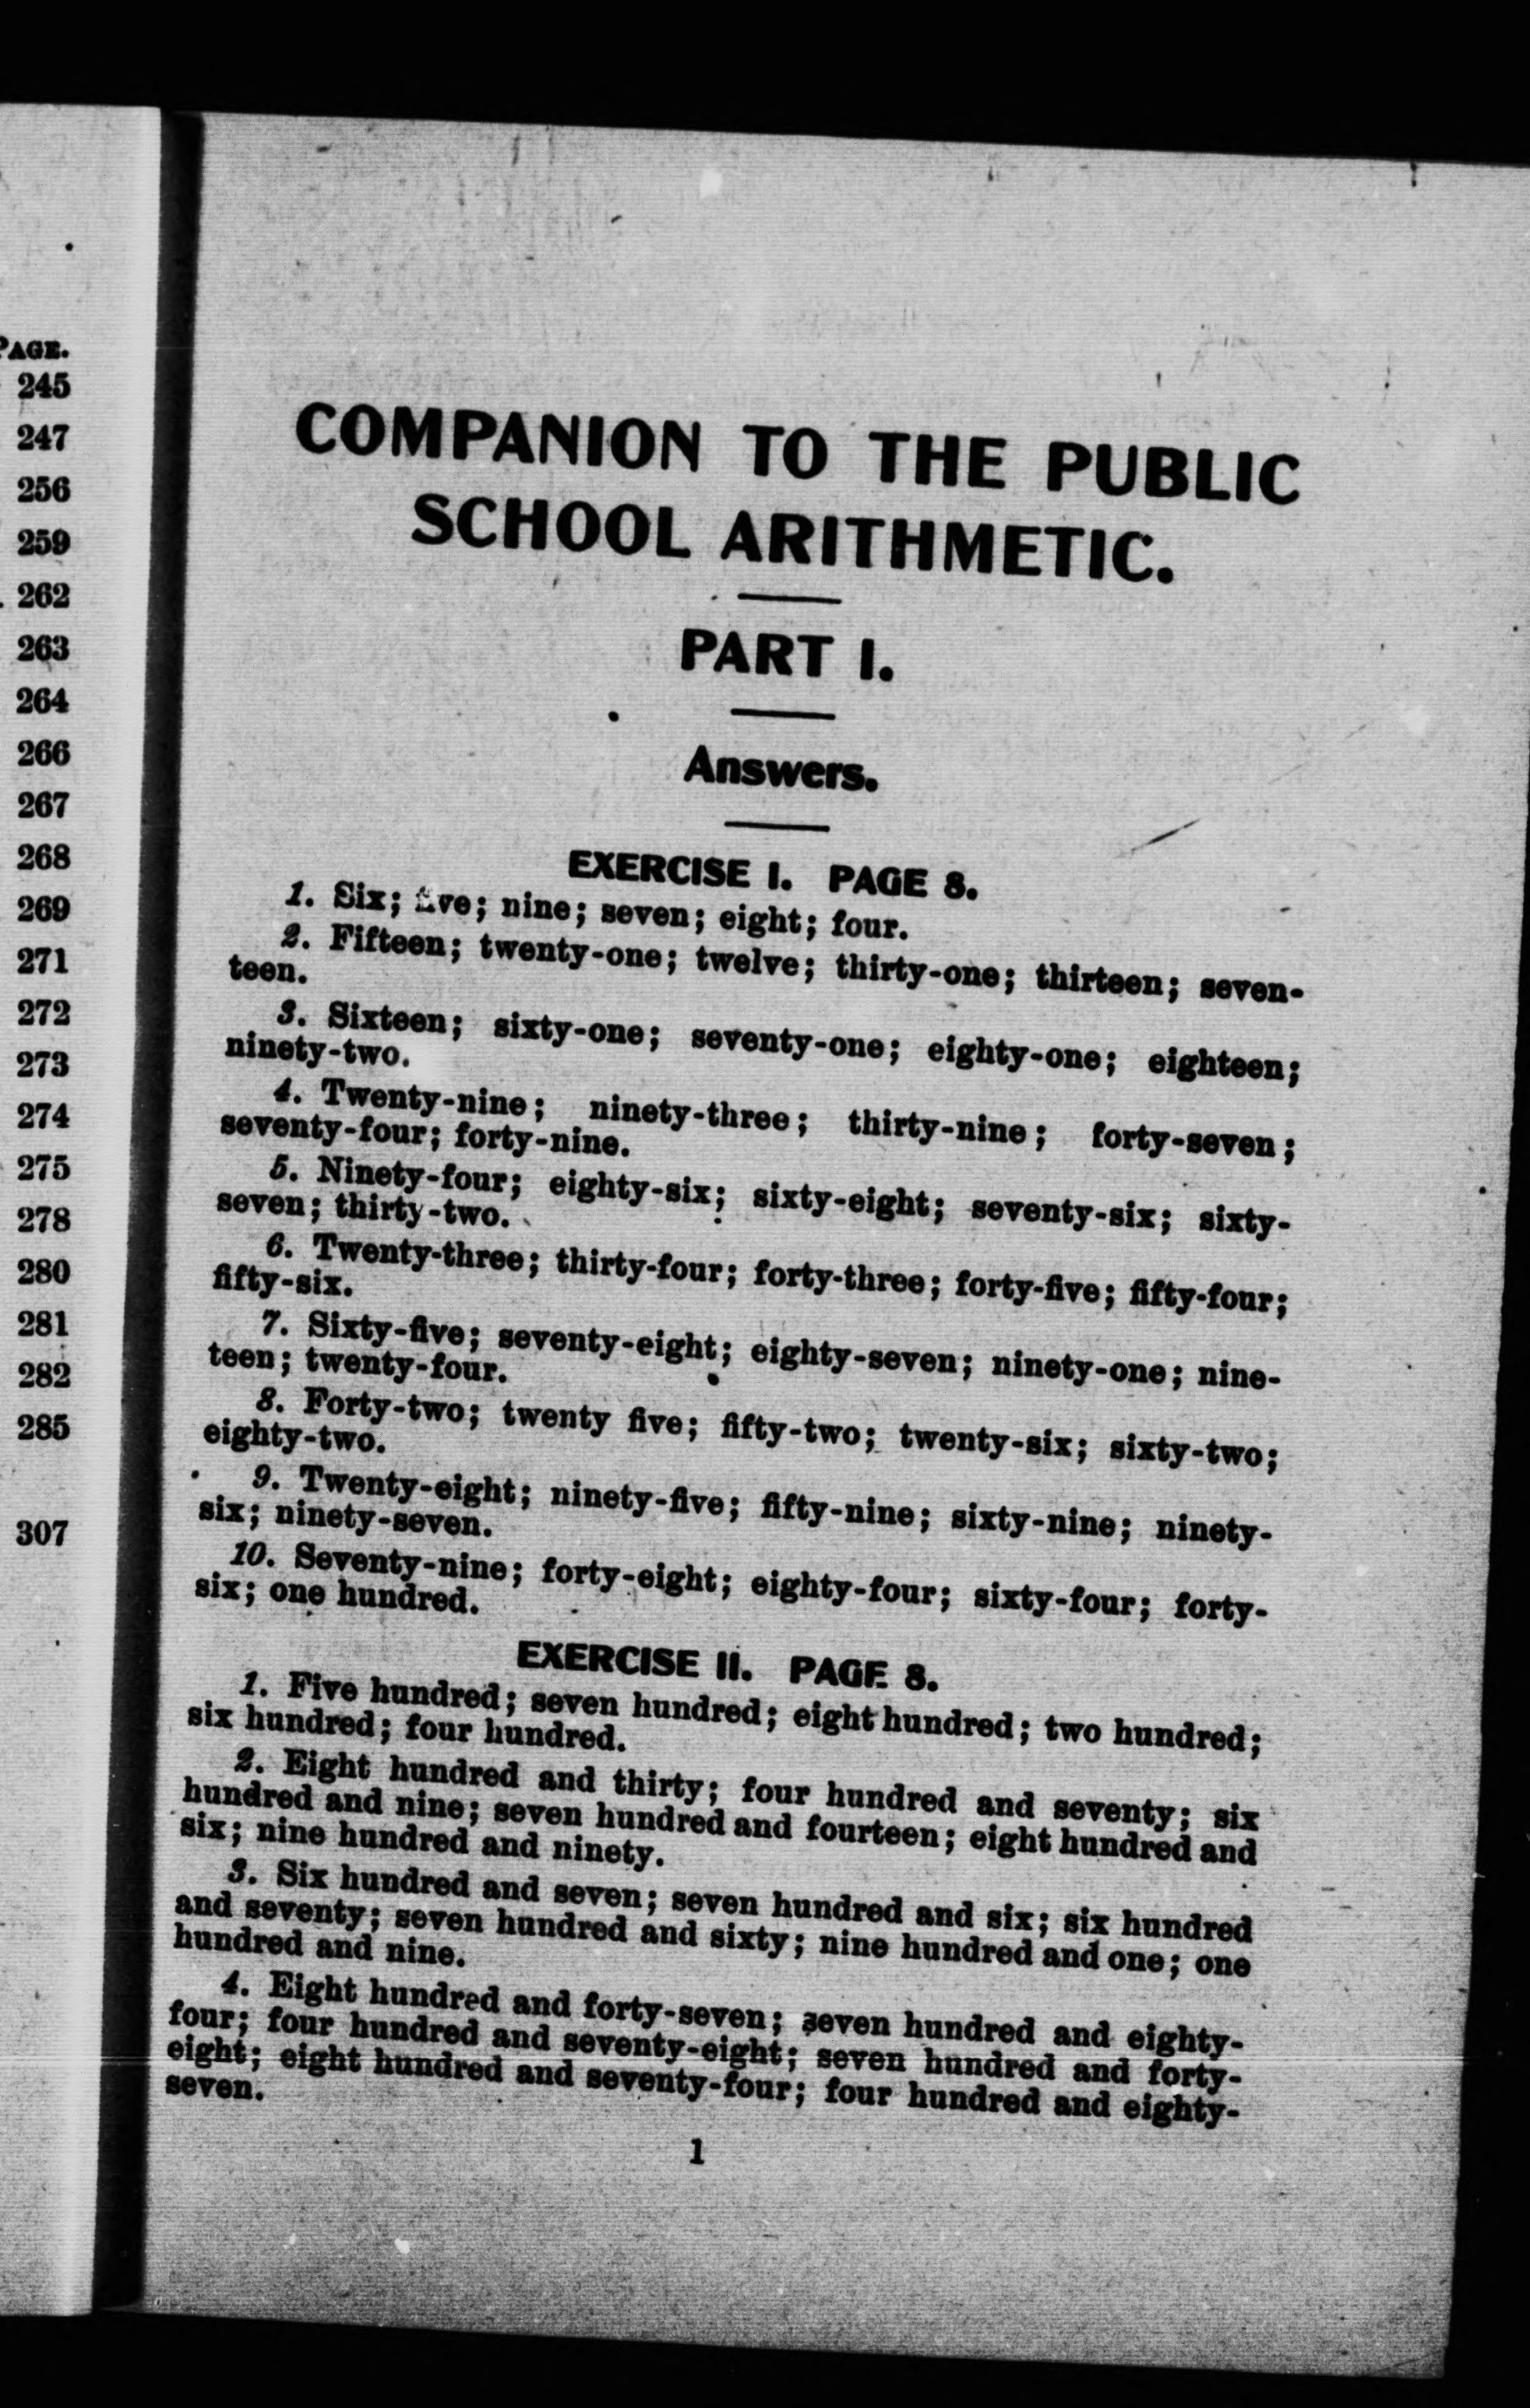 PAGE.
245
247
256
259
262
263
264
266
267
268
269
271
272
273
274
275
278
280
281
282
285
307
COMPANION TO THE PUBLIC
SCHOOL ARITHMETIC.
PART I.
Answers.
EXERCISE I. PAGE 8.
1. Six; five; nine; seven; eight; four.
2. Fifteen; twenty-one; twelve; thirty-one; thirteen; seven-
teen.
3. Sixteen; sixty-one; seventy-one; eighty-one; eighteen;
ninety-two.
4. Twenty-nine; ninety-three; thirty-nine; forty-seven;
seventy-four; forty-nine.
5. Ninety-four; eighty-six; sixty-eight; seventy-six; sixty-
seven; thirty-two.
6. Twenty-three; thirty-four; forty-three; forty-five; fifty-four;
fifty-six.
7. Sixty-five; seventy-eight; eighty-seven; ninety-one; nine-
teen; twenty-four.
8. Forty-two; twenty five; fifty-two; twenty-six; sixty-two;
eighty-two.
9. Twenty-eight; ninety-five; fifty-nine; sixty-nine; ninety-
six; ninety-seven.
10. Seventy-nine; forty-eight; eighty-four; sixty-four; forty-
six; one hundred.
EXERCISE II. PAGE 8.
1. Five hundred; seven hundred; eight hundred; two hundred;
six hundred; four hundred.
2. Eight hundred and thirty; four hundred and seventy; six
hundred and nine; seven hundred and fourteen; eight hundred and
six; nine hundred and ninety.
3. Six hundred and seven; seven hundred and six; six hundred
and seventy; seven hundred and sixty; nine hundred and one; one
hundred and nine.
4. Eight hundred and forty-seven; seven hundred and eighty-
four; four hundred and seventy-eight; seven hundred and forty-
eight; eight hundred and seventy-four; four hundred and eighty-
seven.
1